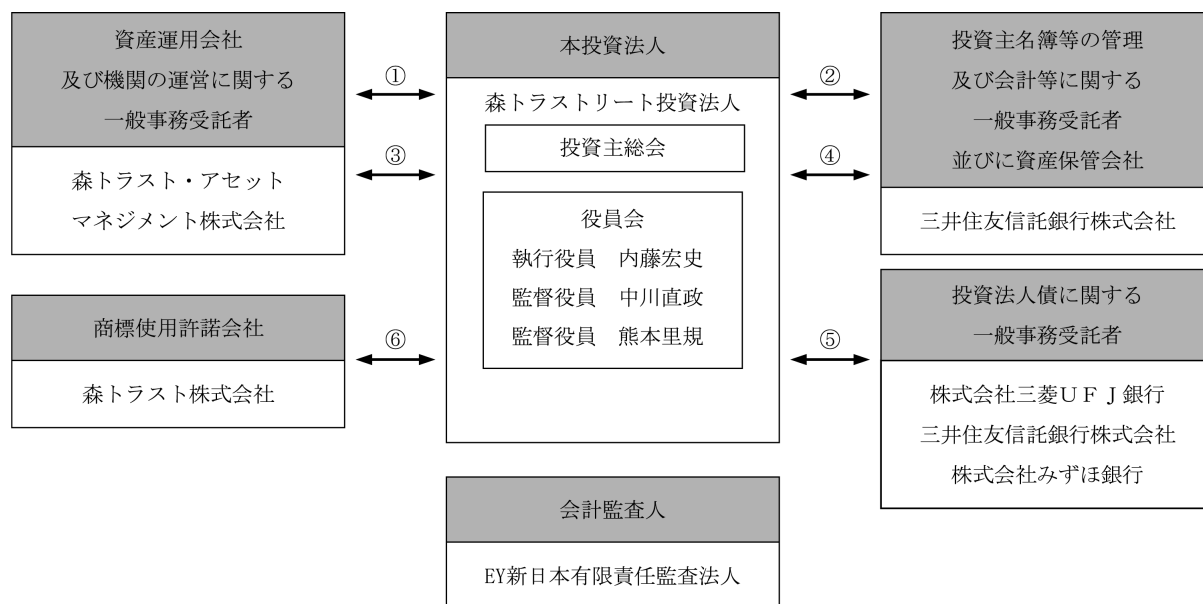 資産運用会社
及び機関の運営に関する
一般事務受託者
森トラスト・アセット
マネジメント株式会社
①
③
商標使用許諾会社
森トラスト株式会社
⑥
本投資法人
森トラストリート投資法人
投資主総会
役員会
執行役員　内藤宏史
監督役員　中川直政
監督役員　熊本里規
会計監査人
EY新日本有限責任監査法人
②
④
投資主名簿等の管理
及び会計等に関する
一般事務受託者
並びに資産保管会社
三井住友信託銀行株式会社
⑤
投資法人債に関する
一般事務受託者
株式会社三菱ＵＦＪ銀行
三井住友信託銀行株式会社
株式会社みずほ銀行